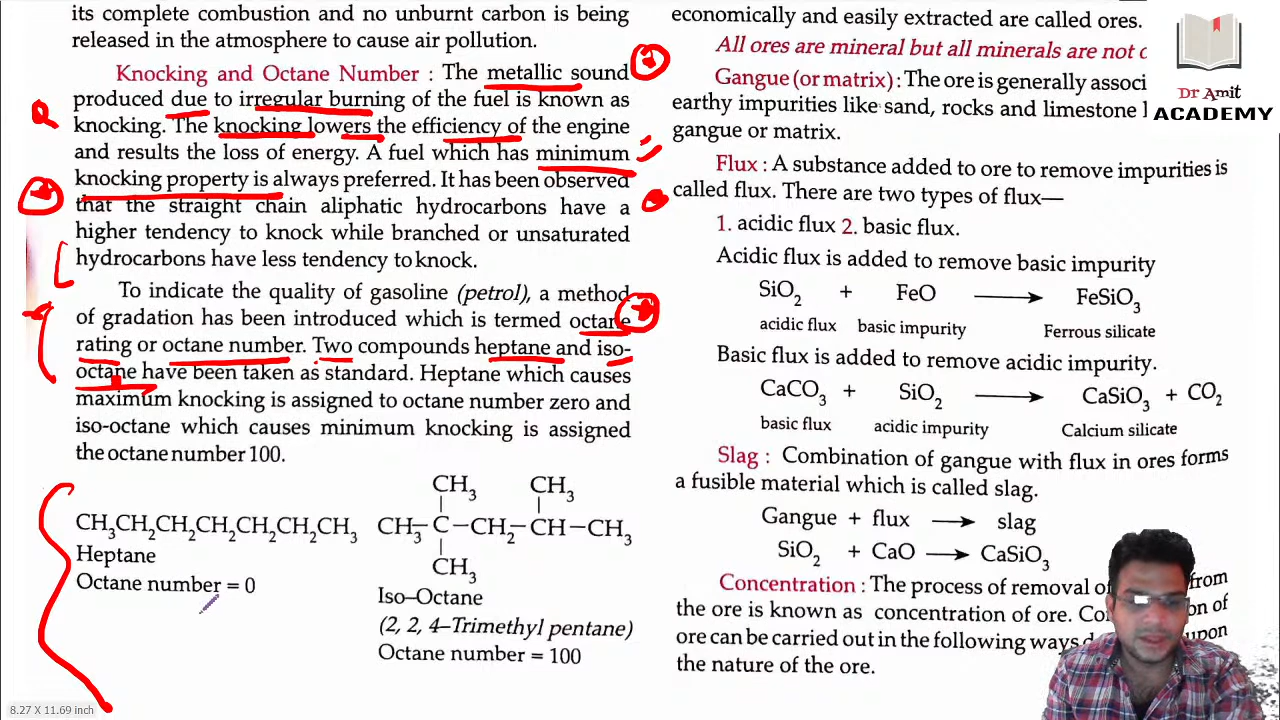 its complete combustion and no unburnt carbon is being
released in the atmosphere to cause air pollution.
Knocking and Octane Number : The metallic sound
produced due to irregular burning of the fuel is known as
knocking. The knocking lowers the efficiency of the engine
and results the loss of energy. A fuel which has minimum
knocking property is always preferred. It has been observed
that the straight chain aliphatic hydrocarbons have a
higher tendency to knock while branched or unsaturated
hydrocarbons have less tendency to knock.
To indicate the quality of gasoline (petrol), a method
of gradation has been introduced which is termed octane
rating or octane number. Two compounds heptane and iso-
octane have been taken as standard. Heptane which causes
maximum knocking is assigned to octane number zero and
iso-octane which causes minimum knocking is assigned
the octane number 100.
CH3 CH3
CH3CH2CH2CH2CH2CH2CH3 CH3–C–CH2–CH–CH3
CH3
Heptane
Octane number = 0
Iso–Octane
(2, 2, 4–Trimethyl pentane)
Octane number = 100
economically and easily extracted are called ores.
All ores are mineral but all minerals are not
Gangue (or matrix) : The ore is generally associ
earthy impurities like sand, rocks and limestone
gangue or matrix.
Flux : A substance added to ore to remove impurities is
called flux. There are two types of flux—
1. acidic flux 2. basic flux.
Acidic flux is added to remove basic impurity
SiO2 + FeO ⟶ FeSiO3
acidic flux basic impurity Ferrous silicate
Basic flux is added to remove acidic impurity.
CaCO3 + SiO2 ⟶ CaSiO3 + CO2
basic flux acidic impurity Calcium silicate
Slag : Combination of gangue with flux in ores forms
a fusible material which is called slag.
Gangue + flux ⟶ slag
SiO2 + CaO ⟶ CaSiO3
Concentration : The process of removal of from
the ore is known as concentration of ore. Co on of
ore can be carried out in the following ways d upon
the nature of the ore.
Dr Amit
ACADEMY
8.27 X 11.69 inch